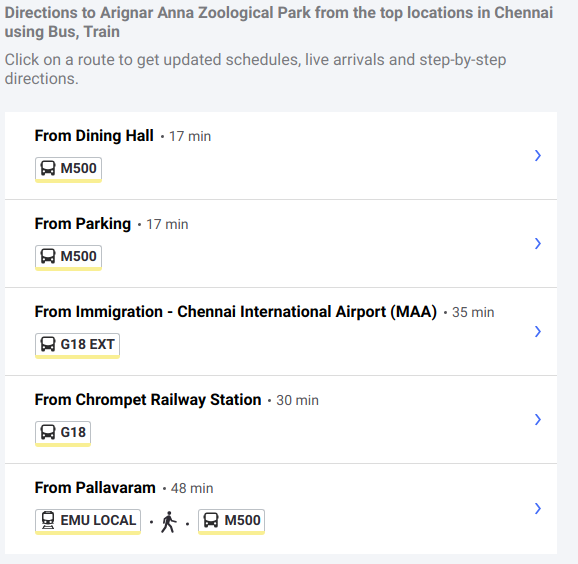 Directions to Arignar Anna Zoological Park from the top locations in Chennai
using Bus, Train
Click on a route to get updated schedules, live arrivals and step-by-step
directions.
From Dining Hall • 17 min
M500
From Parking • 17 min
M500
From Immigration - Chennai International Airport (MAA) • 35 min
G18 EXT
From Chrompet Railway Station • 30 min
G18
From Pallavaram • 48 min
EMU LOCAL • • M500